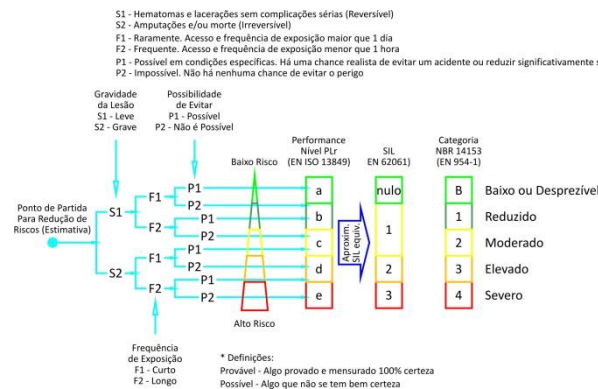 S1 - Hematomas e lacerações sem complicações sérias (Reversível)
S2 - Amputações e/ou morte (Irreversível)
F1 - Raramente. Acesso e frequência de exposição maior que 1 dia
F2 - Frequente. Acesso e frequência de exposição menor que 1 hora
P1 - Possível em condições específicas. Há uma chance realista de evitar um acidente ou reduzir significativamente s
P2 - Impossível. Não há nenhuma chance de evitar o perigo
Gravidade
da Lesão
S1 - Leve
S2 - Grave
Possibilidade
de Evitar
P1 - Possível
P2 - Não é Possível
Baixo Risco
Performance
Nível PLr
(EN ISO 13849)
SIL
EN 62061)
Categoria
NBR 14153
(EN 954-1)
Ponto de Partida
Para Redução de
Riscos (Estimativa)
S1
S2
F1
F2
F1
F2
P1
P2
P1
P2
P1
P2
P1
P2
a
b
c
d
e
Aproxim.
SIL equiv.
nulo
1
2
3
B Baixo ou Desprezível
1 Reduzido
2 Moderado
3 Elevado
4 Severo
Alto Risco
Frequência
de Exposição
F1 - Curto
F2 - Longo
* Definições:
Provável - Algo provado e mensurado 100% certeza
Possível - Algo que não se tem bem certeza